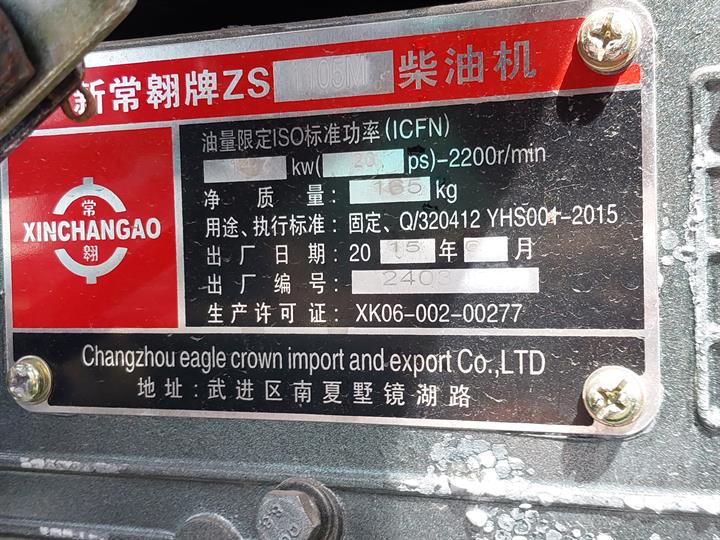 新常翱牌ZS 1105M 柴油机
油量限定ISO标准功率(ICFN)
kw( 20 ps)-2200r/min
净 质 量: 165 kg
用途、执行标准: 固定、Q/320412 YHS001-2015
出 厂 日 期: 20 15 年 月
出 厂 编 号: 2403
生 产 许 可 证: XK06-002-00277
常
XINCHANGAO
翱
Changzhou eagle crown import and export Co.,LTD
地 址: 武 进 区 南 夏 墅 镜 湖 路